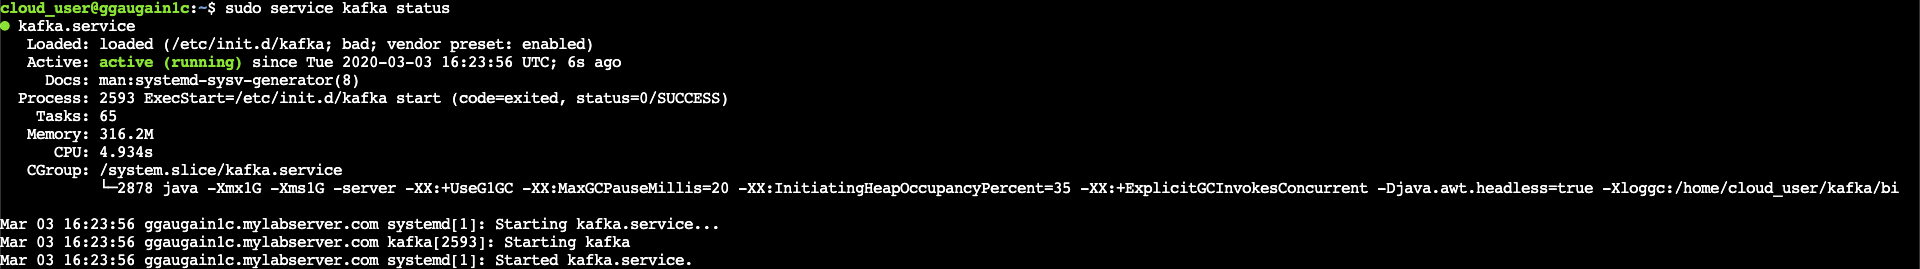 cloud_user@ggaugain1c:~$ sudo service kafka status
● kafka.service
   Loaded: loaded (/etc/init.d/kafka; bad; vendor preset: enabled)
   Active: active (running) since Tue 2020-03-03 16:23:56 UTC; 6s ago
     Docs: man:systemd-sysv-generator(8)
  Process: 2593 ExecStart=/etc/init.d/kafka start (code=exited, status=0/SUCCESS)
    Tasks: 65
   Memory: 316.2M
      CPU: 4.934s
   CGroup: /system.slice/kafka.service
           └─2878 java -Xmx1G -Xms1G -server -XX:+UseG1GC -XX:MaxGCPauseMillis=20 -XX:InitiatingHeapOccupancyPercent=35 -XX:+ExplicitGCInvokesConcurrent -Djava.awt.headless=true -Xloggc:/home/cloud_user/kafka/bi
Mar 03 16:23:56 ggaugain1c.mylabserver.com systemd[1]: Starting kafka.service...
Mar 03 16:23:56 ggaugain1c.mylabserver.com kafka[2593]: Starting kafka
Mar 03 16:23:56 ggaugain1c.mylabserver.com systemd[1]: Started kafka.service.